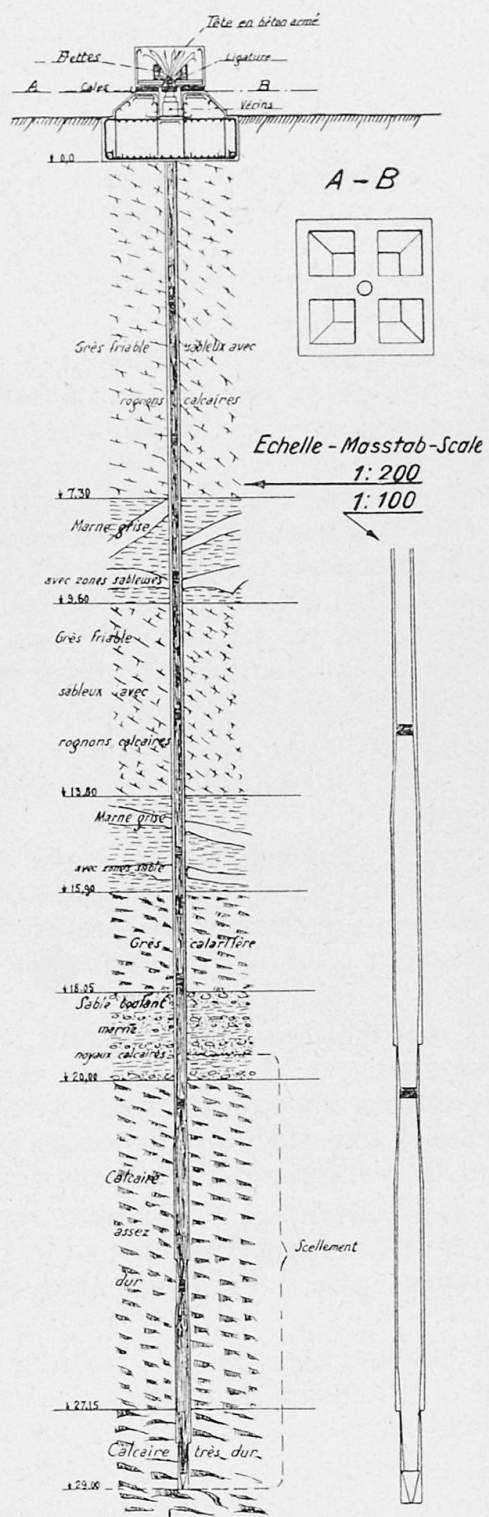 Tête en béton armé
Frettes
Ligature
A
Cales
B
Vérins
0,0
A - B
Grès friable sableux avec
rognons calcaires
Echelle - Masstab - Scale
1:200
1:100
7.30
Marne grise
avec zones sableuses
9.60
Grès friable
sableux avec
rognons calcaires
13.80
Marne grise
avec zones sable
15,90
Grès
18.05
Sable boulant
marne
noyaux calcaires
20,00
Calcaire
assez
dur
Scellement
27.15
Calcaire très dur
29.00